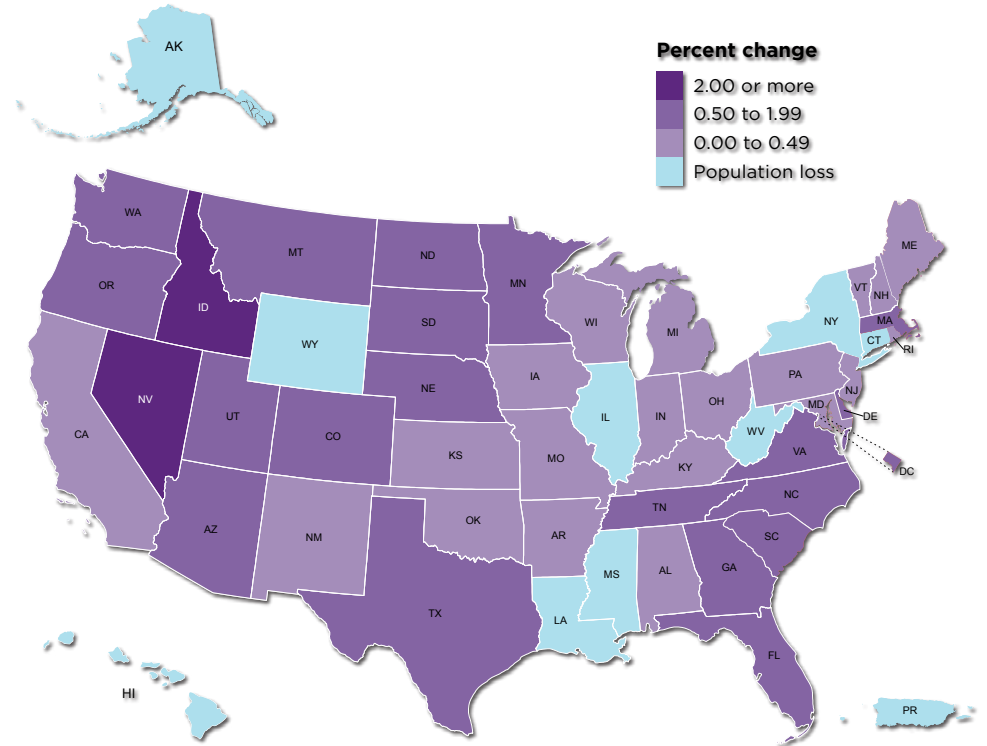 AK
Percent change
2.00 or more
0.50 to 1.99
0.00 to 0.49
Population loss
WA
MT
ND
MN
ME
OR
ID
SD
WI
MI
VT
NH
NY
MA
CT
RI
WY
NV
UT
CO
NE
IA
IL
IN
OH
PA
NJ
MD
DE
DC
WV
VA
CA
KS
MO
KY
AZ
NM
OK
AR
TN
NC
SC
MS
AL
GA
TX
LA
FL
HI
PR